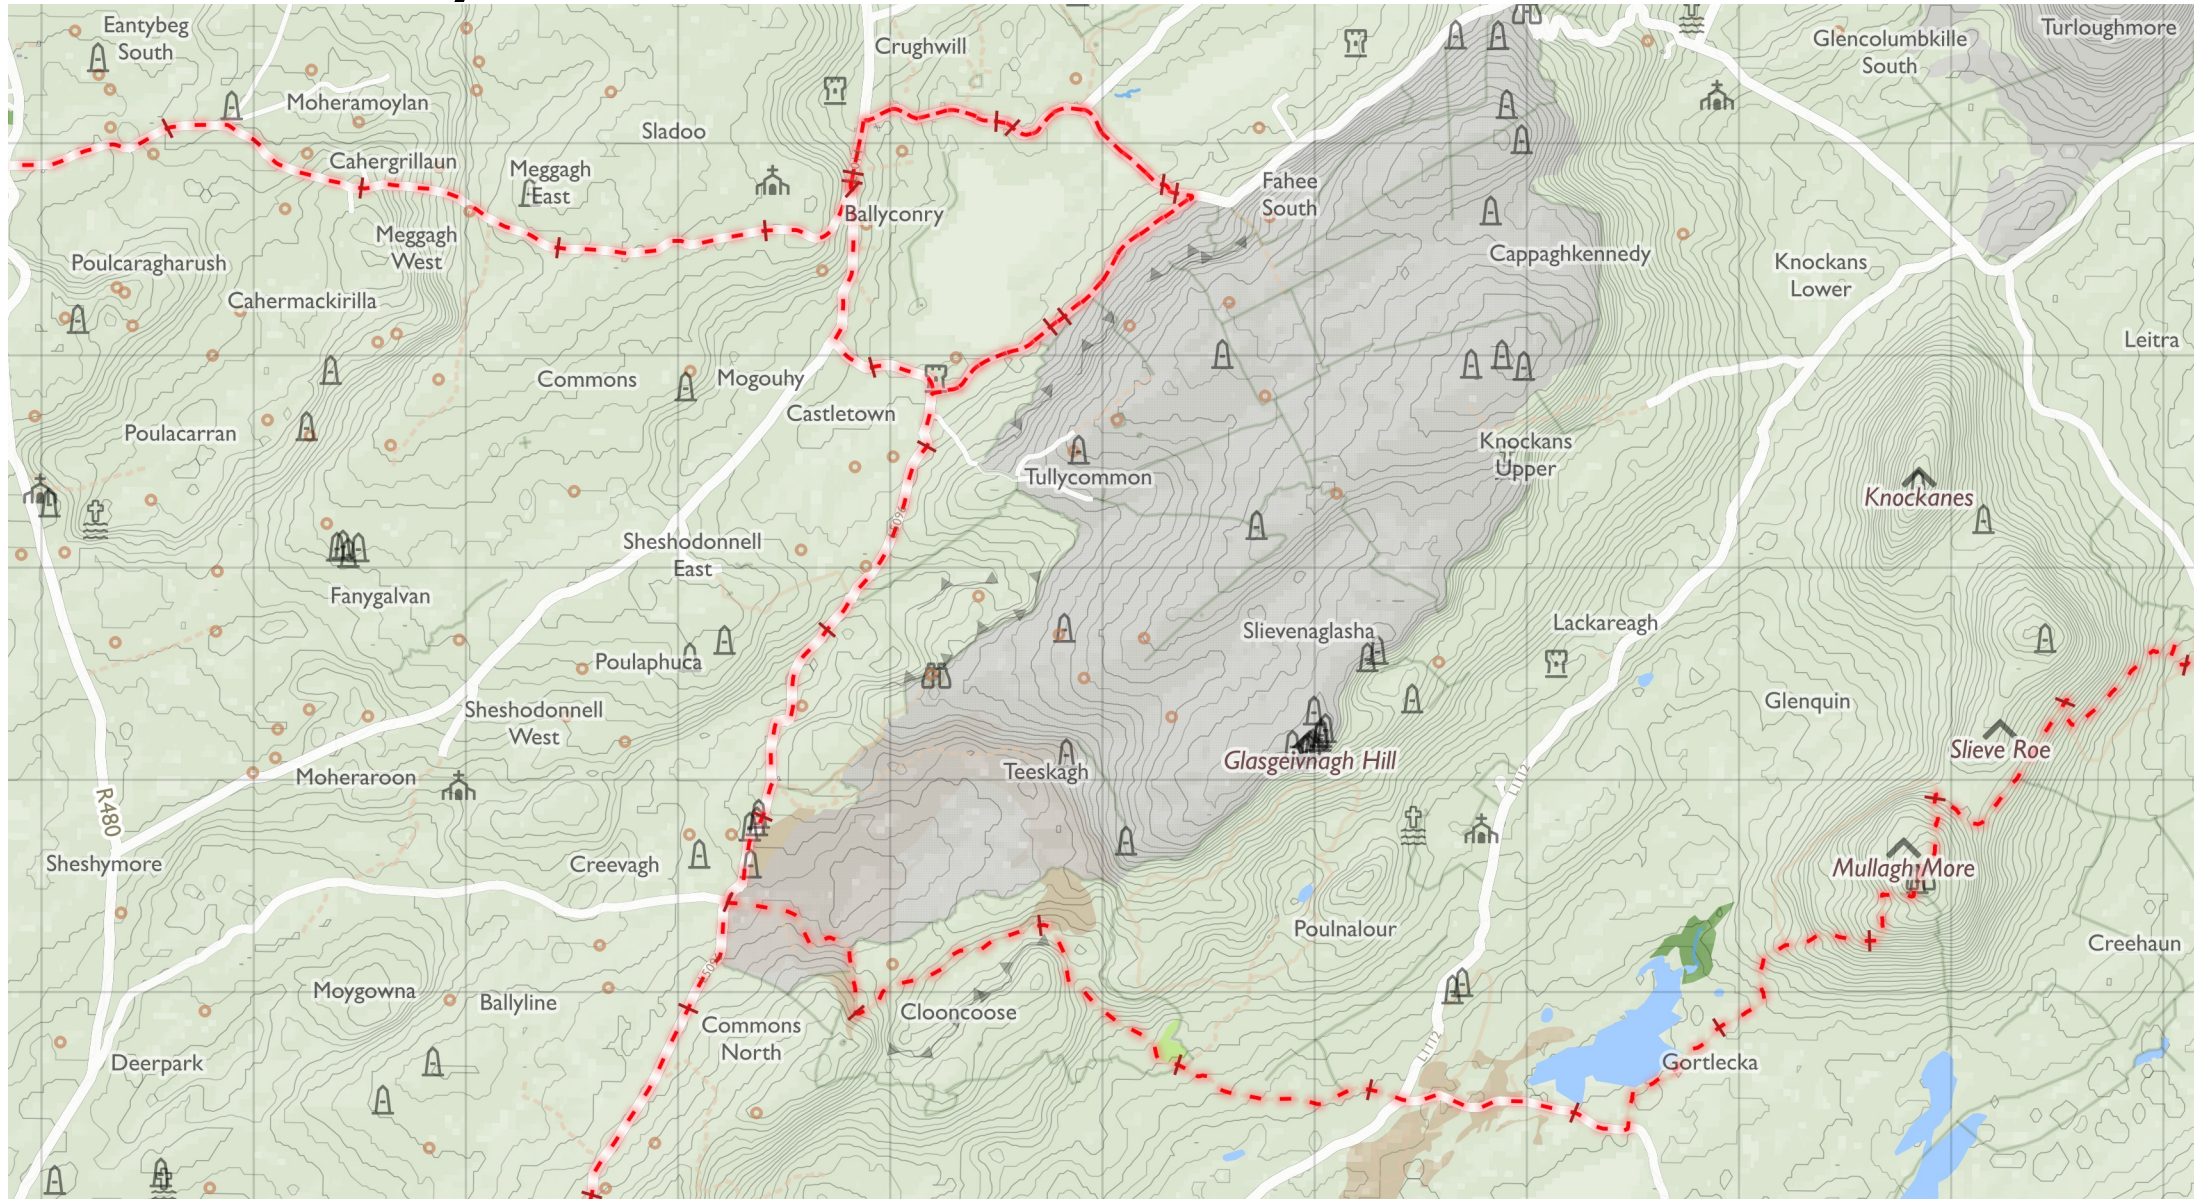 Eantybeg
South
Crughwill
Glencolumbkille
South
Turloughmore
Moheramoylan
Sladoo
Cahergrillaun
Meggagh
East
Fahee
South
Ballyconry
Meggagh
West
Poulcaragharush
Cappaghkennedy
Knockans
Lower
Cahermackirilla
Leitra
Commons
Mogouhy
Castletown
Poulacarran
Knockans
Upper
Tullycommon
Knockanes
Sheshodonnell
East
Fanygalvan
Slievenaglasha
Lackareagh
Poulaphuca
Glenquin
Sheshodonnell
West
Slieve Roe
Glasgeivnagh Hill
Teeskagh
Moheraroon
L1112
R480
Sheshymore
Creevagh
Mullagh More
Poulnalour
Creehaun
Moygowna
Ballyline
Clooncoose
Commons
North
L1112
Deerpark
Gortlecka